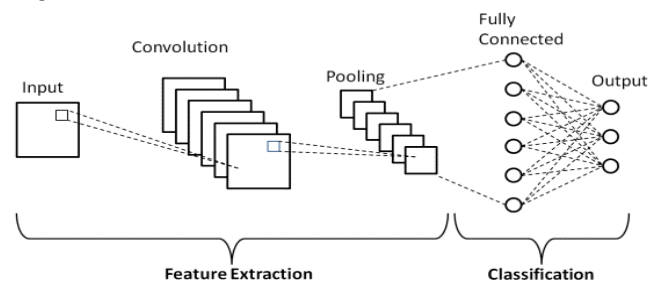 Fully
Connected
Convolution
Pooling
Input
Output
Feature Extraction
Classification